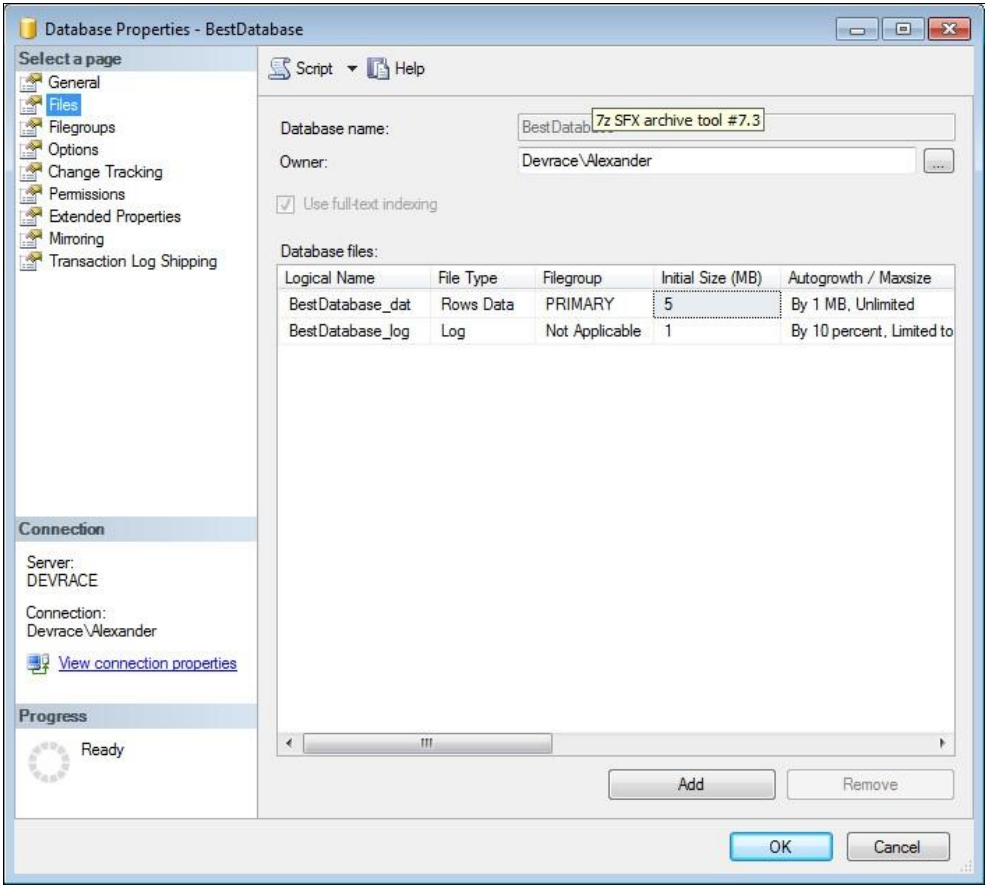 Database Properties - BestDatabase
Select a page
General
Files
Filegroups
Options
Change Tracking
Permissions
Extended Properties
Mirroring
Transaction Log Shipping
Connection
Server:
DEVRACE
Connection:
Devrace\Alexander
View connection properties
Progress
Ready
Script Help
Database name:
7z SFX archive tool #7.3
Owner: Devrace\Alexander ...
Use full-text indexing
Database files:
Logical Name File Type Filegroup Initial Size (MB) Autogrowth / Maxsize
BestDatabase_dat Rows Data PRIMARY 5 By 1 MB, Unlimited
BestDatabase_log Log Not Applicable 1 By 10 percent, Limited to
Add Remove
OK Cancel